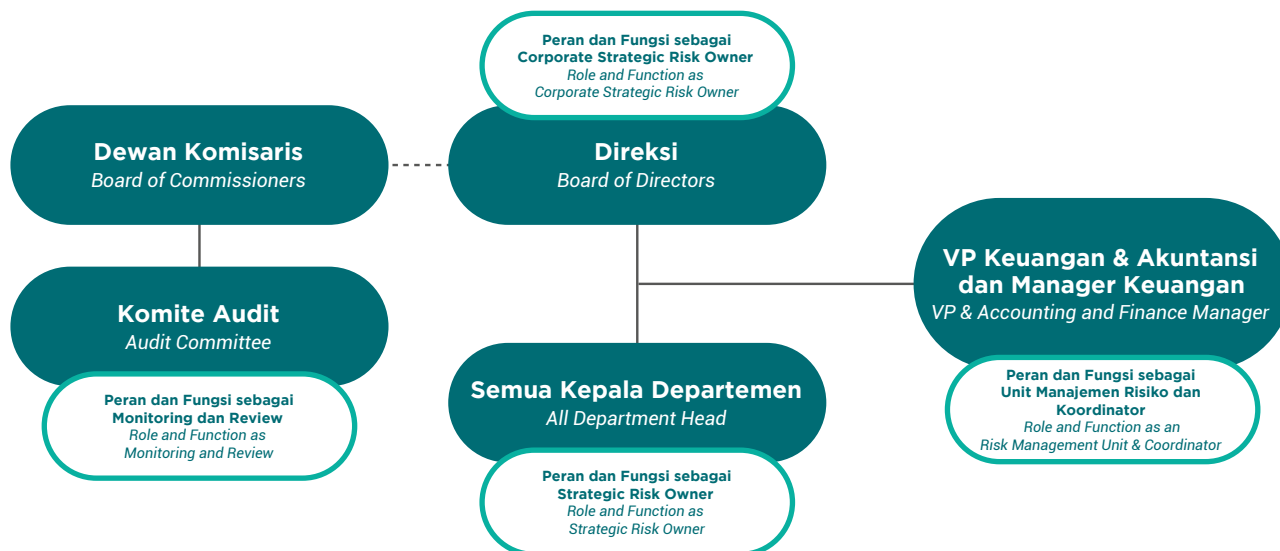 Peran dan Fungsi sebagai
Corporate Strategic Risk Owner
Role and Function as
Corporate Strategic Risk Owner
Dewan Komisaris
Board of Commissioners
Direksi
Board of Directors
VP Keuangan & Akuntansi
dan Manager Keuangan
VP & Accounting and Finance Manager
Komite Audit
Audit Committee
Peran dan Fungsi sebagai
Unit Manajemen Risiko dan
Koordinator
Role and Function as an
Risk Management Unit & Coordinator
Semua Kepala Departemen
All Department Head
Peran dan Fungsi sebagai
Monitoring dan Review
Role and Function as
Monitoring and Review
Peran dan Fungsi sebagai
Strategic Risk Owner
Role and Function as
Strategic Risk Owner